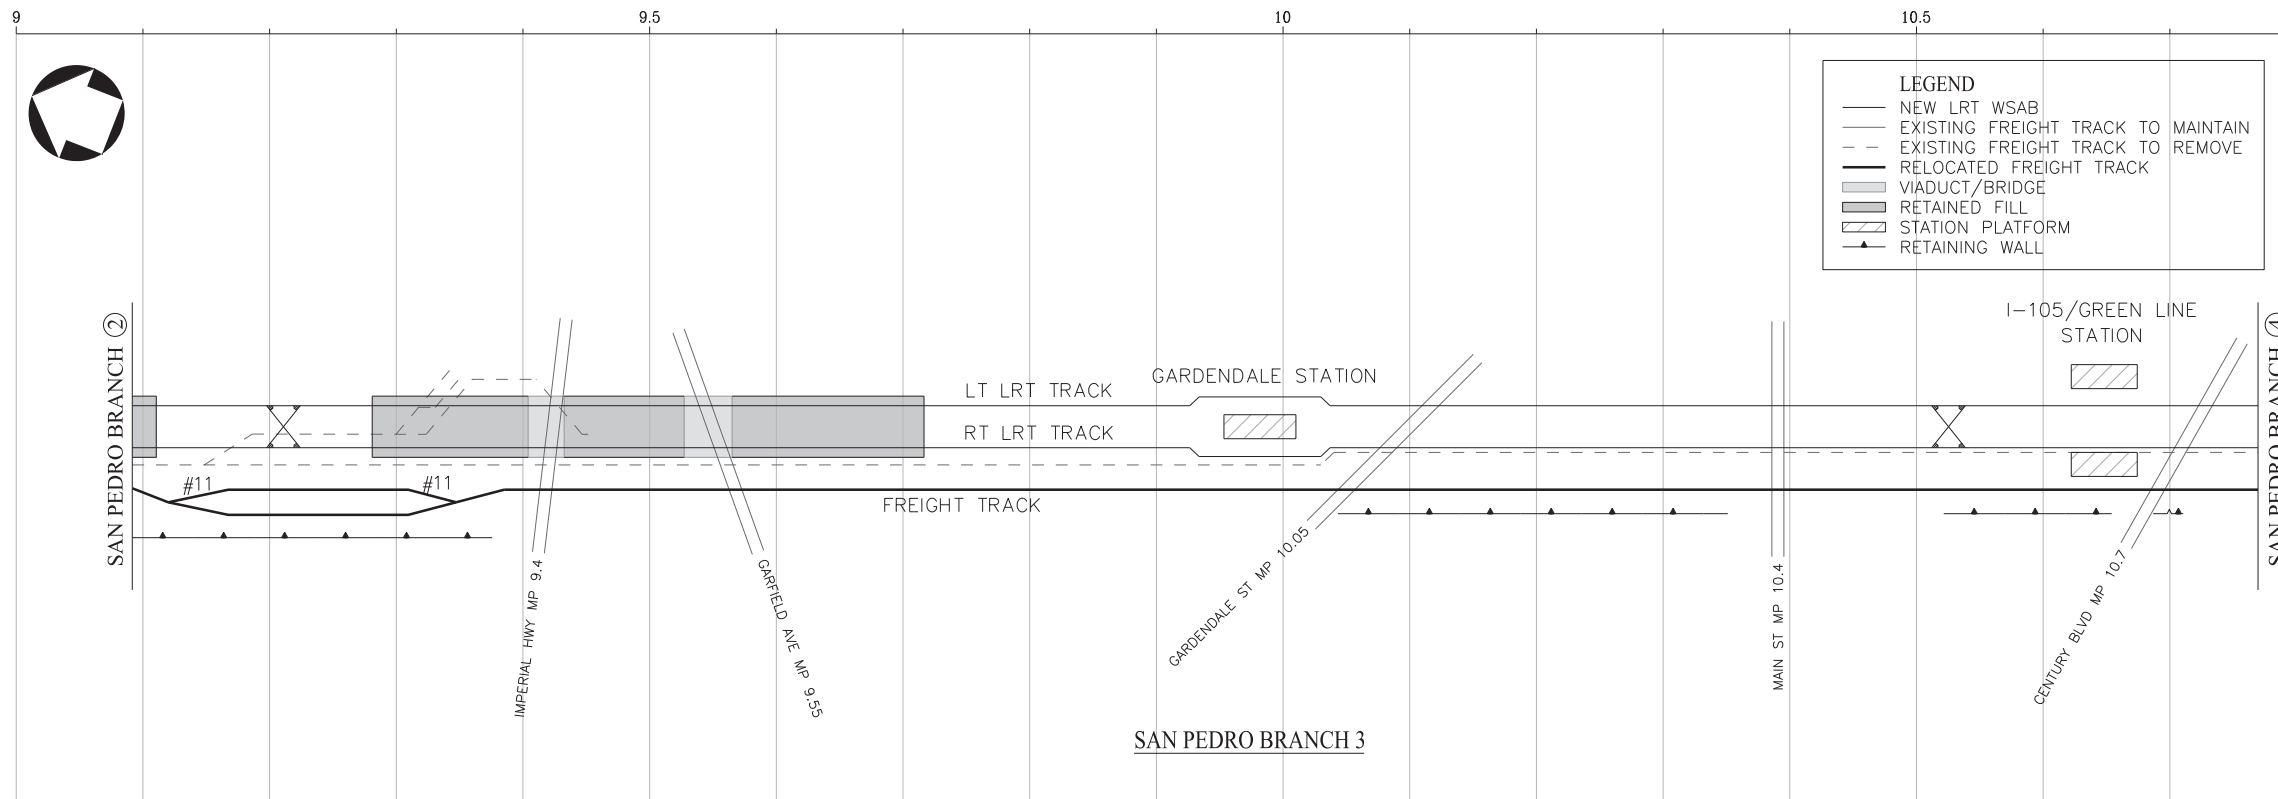 9
9.5
10
10.5
LEGEND
NEW LRT WSAB
EXISTING FREIGHT TRACK TO MAINTAIN
EXISTING FREIGHT TRACK TO REMOVE
RELOCATED FREIGHT TRACK
VIADUCT/BRIDGE
RETAINED FILL
STATION PLATFORM
RETAINING WALL
I-105/GREEN LINE
STATION
SAN PEDRO BRANCH 2
LT LRT TRACK
GARDENDALE STATION
RT LRT TRACK
#11
#11
FREIGHT TRACK
IMPERIAL HWY MP 9.4
GARFIELD AVE MP 9.55
GARDENDALE ST MP 10.05
MAIN ST MP 10.4
CENTURY BLVD MP 10.7
SAN PEDRO BRANCH 4
SAN PEDRO BRANCH 3